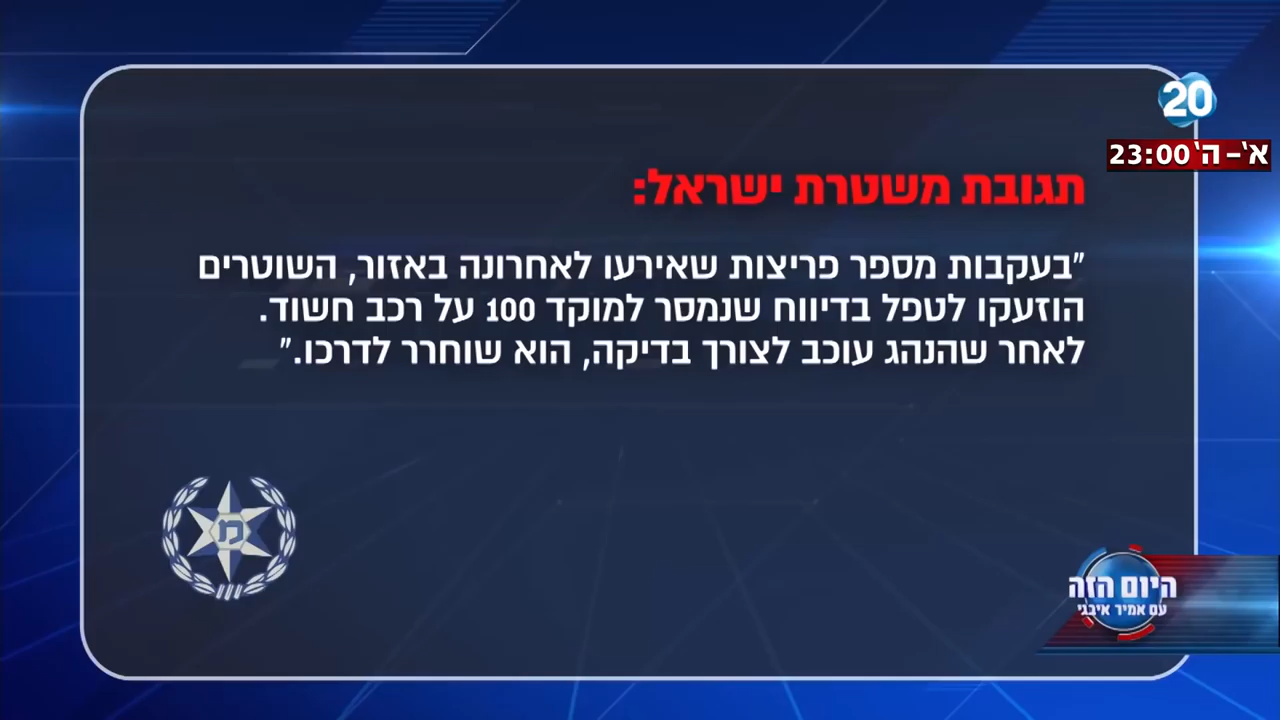 20
א'-ה' 23:00
תגובת משטרת ישראל:
"בעקבות מספר פריצות שאירעו לאחרונה באזור, השוטרים
הוזעקו לטפל בדיווח שנמסר למוקד 100 על רכב חשוד.
לאחר שהנהג עוכב לצורך בדיקה, הוא שוחרר לדרכו."
מ
היום הזה
עם אמיר איבגי